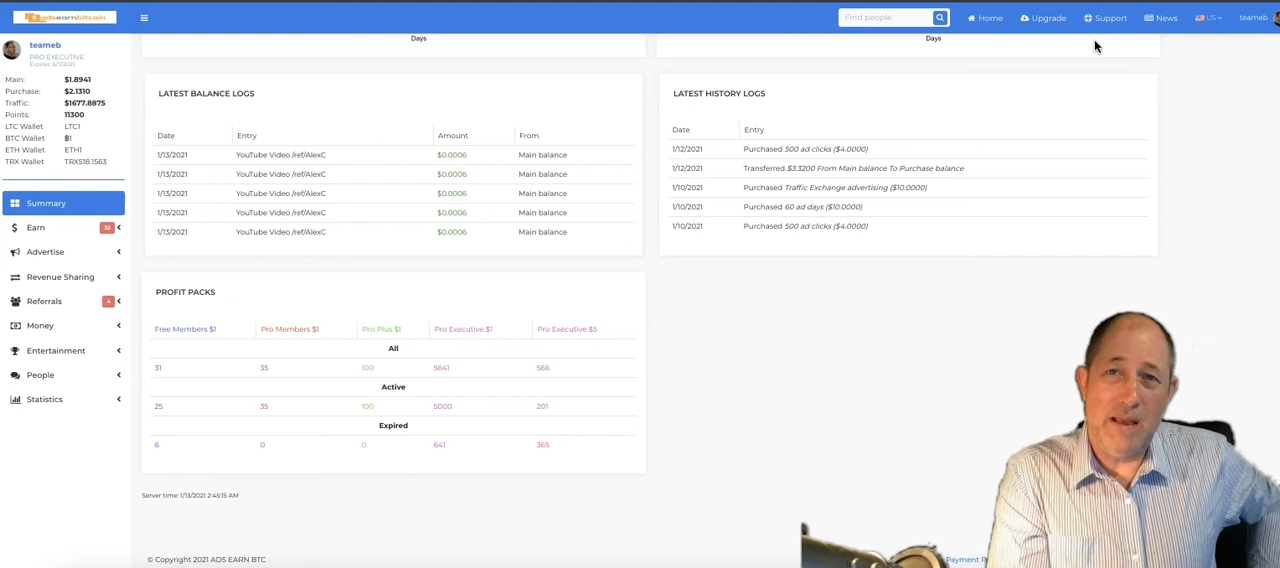 adsearnbitcoin
Find people
Home
Upgrade
Support
News
US
teameb
teameb
PRO EXECUTIVE
Expires: 6/7/2021
Main: $1.8941
Purchase: $2.1310
Traffic: $1677.8875
Points: 11300
LTC Wallet LTC1
BTC Wallet ฿1
ETH Wallet ETH1
TRX Wallet TRX518.1563
Summary
Earn 32
Advertise
Revenue Sharing
Referrals 4
Money
Entertainment
People
Statistics
Days
Days
LATEST BALANCE LOGS
Date Entry Amount From
1/13/2021 YouTube Video /ref/AlexC $0.0006 Main balance
1/13/2021 YouTube Video /ref/AlexC $0.0006 Main balance
1/13/2021 YouTube Video /ref/AlexC $0.0006 Main balance
1/13/2021 YouTube Video /ref/AlexC $0.0006 Main balance
1/13/2021 YouTube Video /ref/AlexC $0.0006 Main balance
LATEST HISTORY LOGS
Date Entry
1/12/2021 Purchased 500 ad clicks ($4.0000)
1/12/2021 Transferred $3.3200 From Main balance To Purchase balance
1/10/2021 Purchased Traffic Exchange advertising ($10.0000)
1/10/2021 Purchased 60 ad days ($10.0000)
1/10/2021 Purchased 500 ad clicks ($4.0000)
PROFIT PACKS
Free Members $1 Pro Members $1 Pro Plus $1 Pro Executive $1 Pro Executive $5
All
31 35 100 5641 566
Active
25 35 100 5000 201
Expired
6 0 0 641 365
Server time: 1/13/2021 2:45:15 AM
© Copyright 2021 ADS EARN BTC
Payment